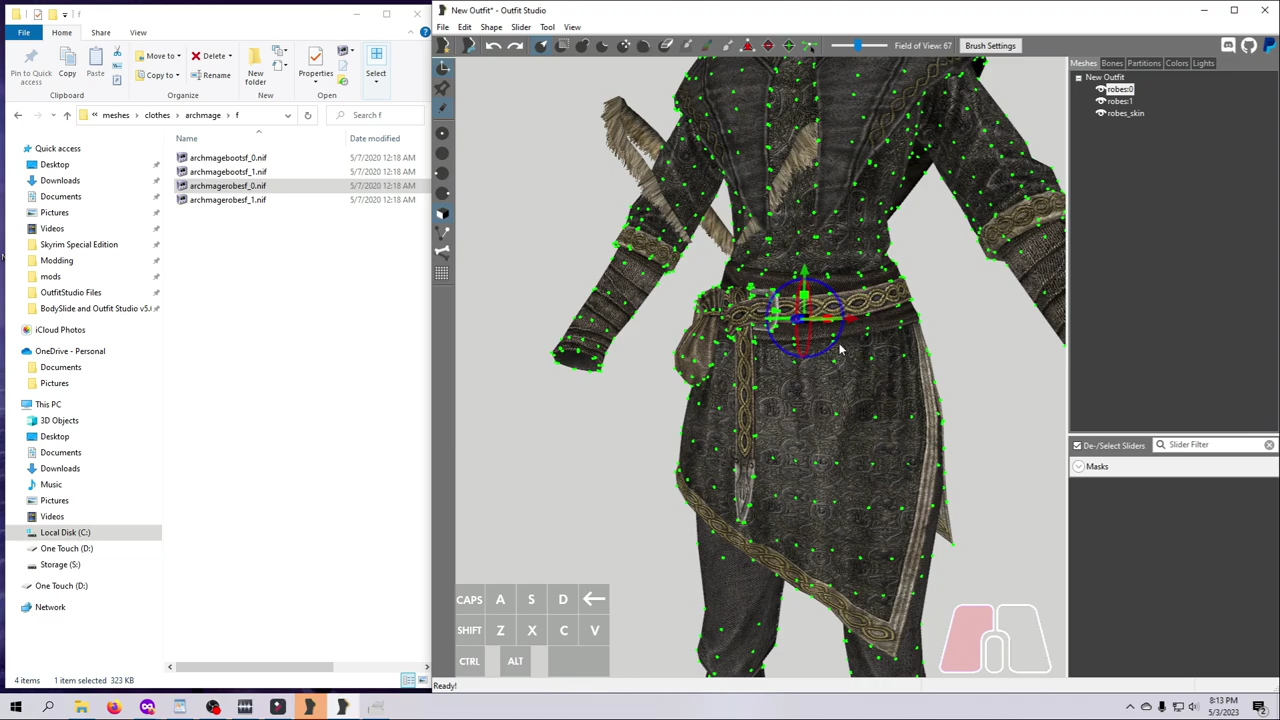 f
New Outfit* - Outfit Studio
File
Home
Share
View
File Edit Shape Slider Tool View
Pin to Quick access
Copy
Paste
Move to
Copy to
Delete
Rename
New folder
Properties
Select
Clipboard
Organize
New
Open
Field of View: 67
Brush Settings
« meshes clothes archmage f
Search f
Name
Date modified
Quick access
Desktop
Downloads
Documents
Pictures
Videos
Skyrim Special Edition
Modding
mods
OutfitStudio Files
BodySlide and Outfit Studio v5.
iCloud Photos
OneDrive - Personal
Documents
Pictures
This PC
3D Objects
Desktop
Documents
Downloads
Music
Pictures
Videos
Local Disk (C:)
One Touch (D:)
Storage (S:)
One Touch (D:)
Network
archmagebootsf_0.nif 5/7/2020 12:18 AM
archmagebootsf_1.nif 5/7/2020 12:18 AM
archmagerobesf_0.nif 5/7/2020 12:18 AM
archmagerobesf_1.nif 5/7/2020 12:18 AM
4 items 1 item selected 323 KB
Meshes Bones Partitions Colors Lights
New Outfit
robes:0
robes:1
robes_skin
De-/Select Sliders
Slider Filter
Masks
CAPS A S D
SHIFT Z X C V
CTRL ALT
Ready!
8:13 PM
5/3/2023
2